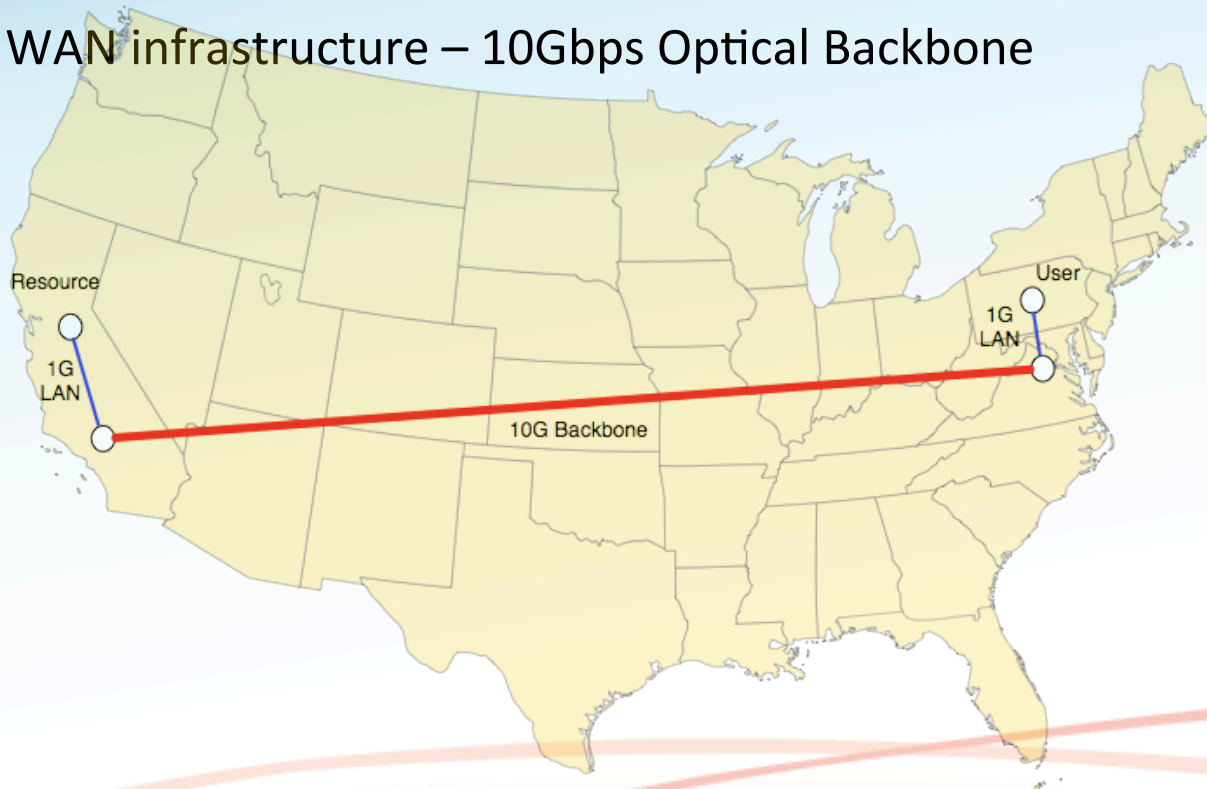 WAN infrastructure – 10Gbps Optical Backbone
Resource
User
1G
LAN
1G
LAN
10G Backbone